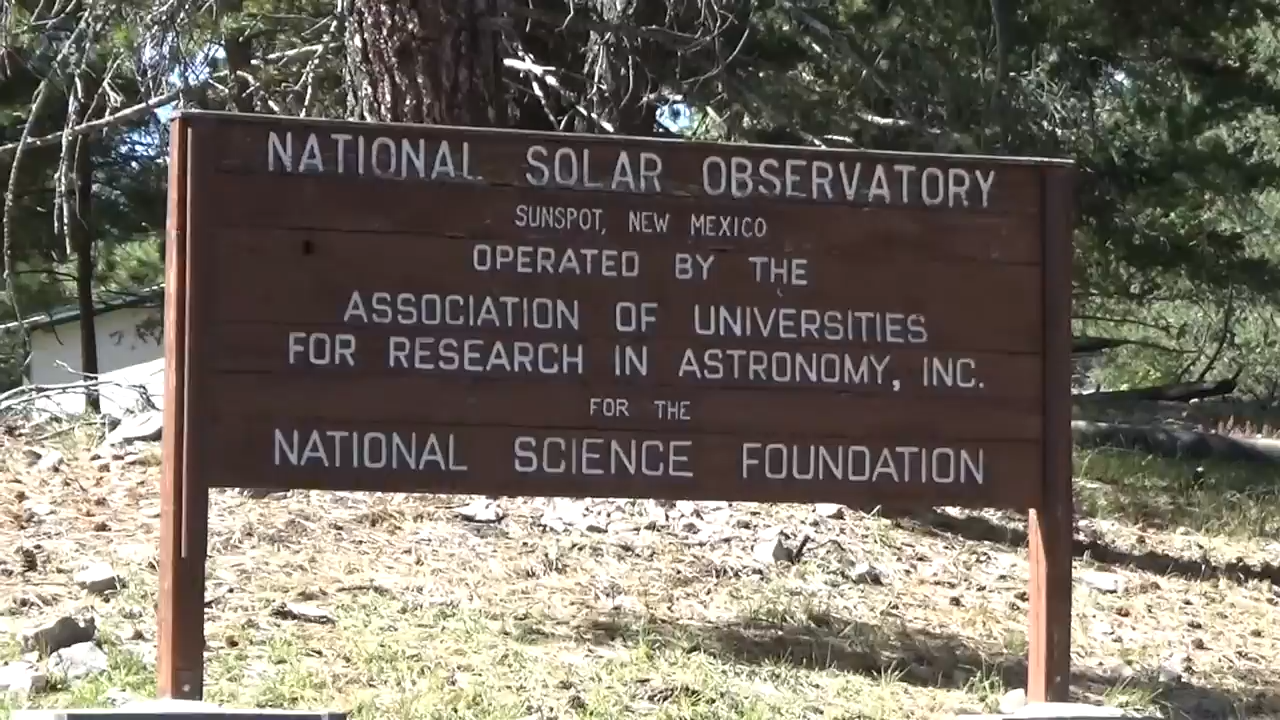 NATIONAL SOLAR OBSERVATORY
SUNSPOT, NEW MEXICO
OPERATED BY THE
ASSOCIATION OF UNIVERSITIES
FOR RESEARCH IN ASTRONOMY, INC.
FOR THE
NATIONAL SCIENCE FOUNDATION